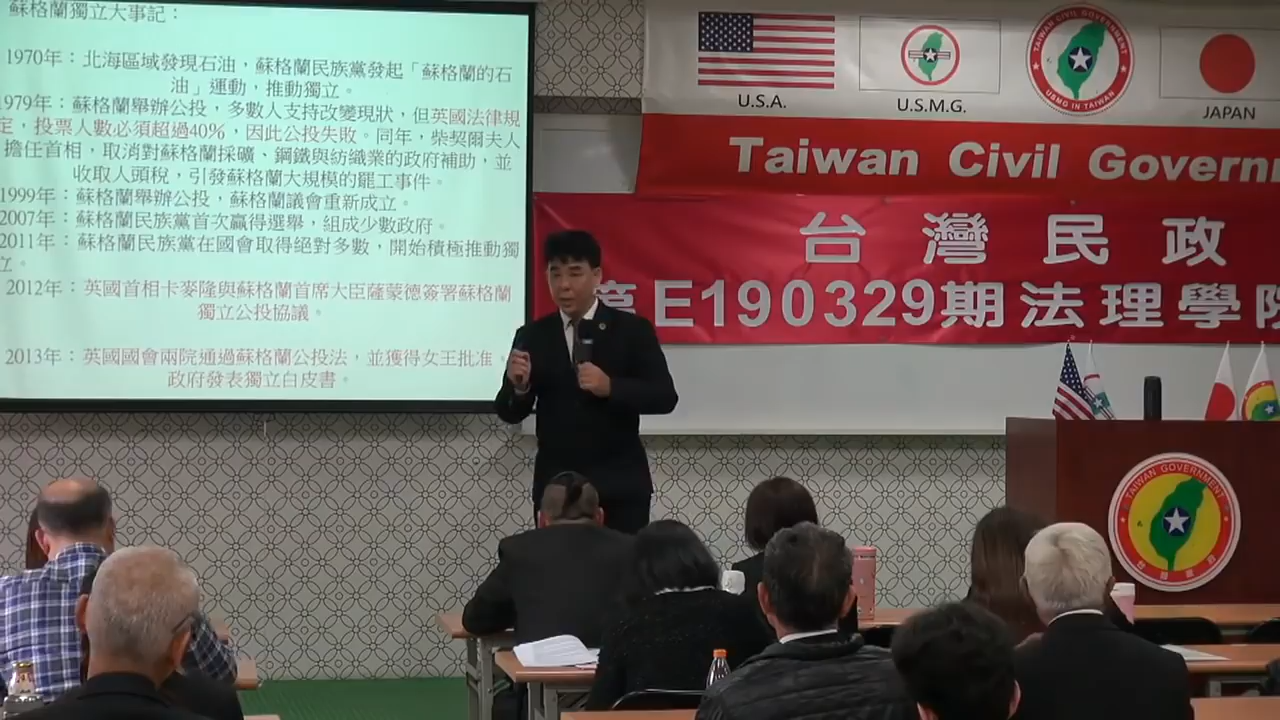 蘇格蘭獨立大事記：
1970年：北海區域發現石油，蘇格蘭民族黨發起「蘇格蘭的石
油」運動，推動獨立。
1979年：蘇格蘭舉辦公投，多數人支持改變現狀，但英國法律規
定，投票人數必須超過40%，因此公投失敗。同年，柴契爾夫人
擔任首相，取消對蘇格蘭採礦、鋼鐵與紡織業的政府補助，並
收取人頭稅，引發蘇格蘭大規模的罷工事件。
1999年：蘇格蘭舉辦公投，蘇格蘭議會重新成立。
2007年：蘇格蘭民族黨首次贏得選舉，組成少數政府。
2011年：蘇格蘭民族黨在國會取得絕對多數，開始積極推動獨
立。
2012年：英國首相卡麥隆與蘇格蘭首席大臣薩蒙德簽署蘇格蘭
獨立公投協議。
2013年：英國國會兩院通過蘇格蘭公投法，並獲得女王批准。
政府發表獨立白皮書。
U.S.A.
U.S.M.G.
TAIWAN CIVIL GOVERNMENT
USMG IN TAIWAN
JAPAN
Taiwan Civil Governm
台灣民政
第E190329期法理學院
TAIWAN GOVERNMENT
台灣民政